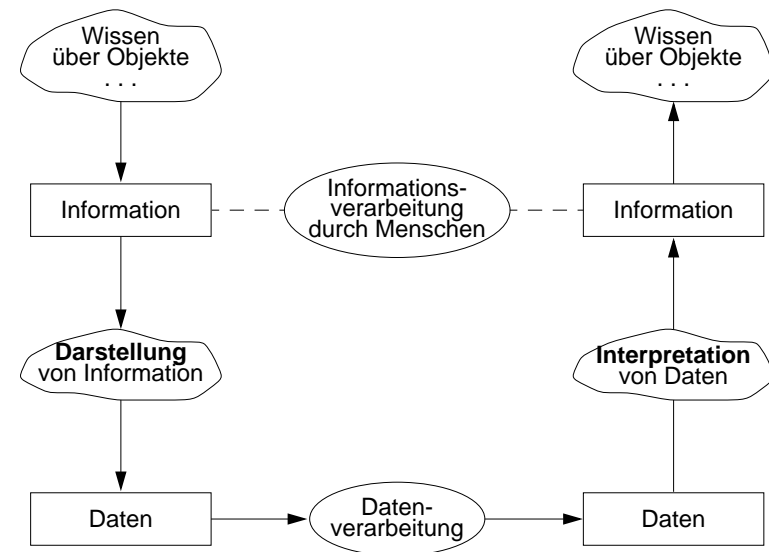 Wissen
über Objekte
. . .
Wissen
über Objekte
. . .
Information
Informations-
verarbeitung
durch Menschen
Information
Darstellung
von Information
Interpretation
von Daten
Daten
Daten-
verarbeitung
Daten